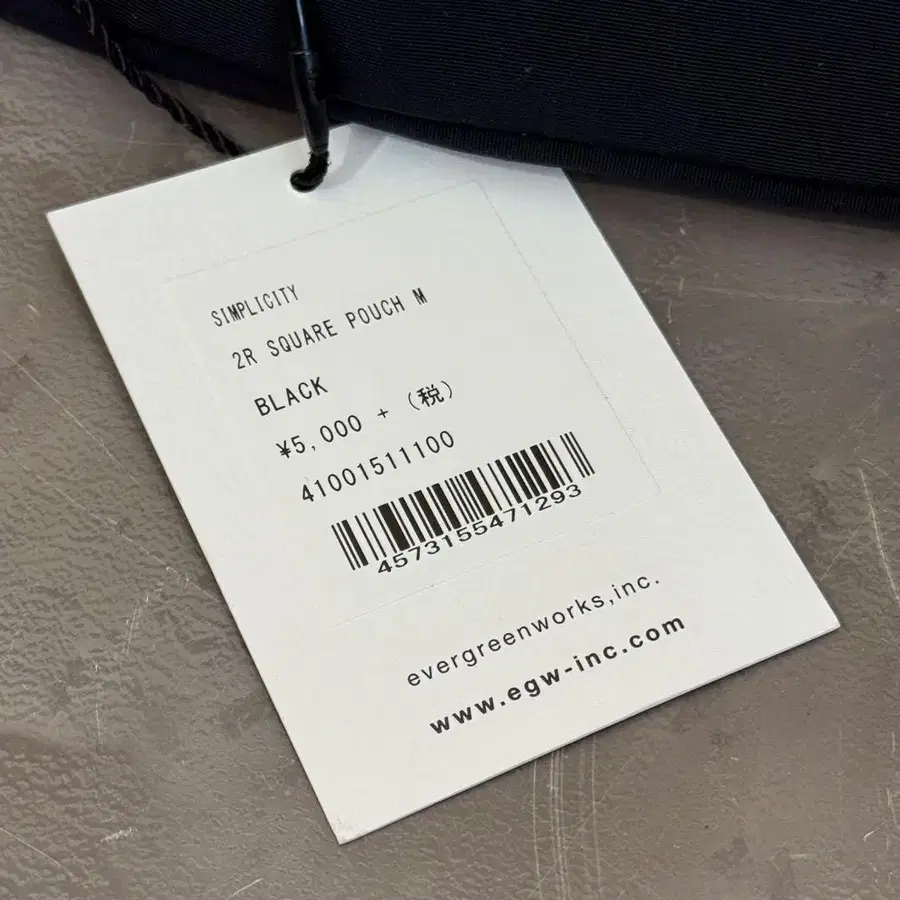 SIMPLICITY
2R SQUARE POUCH M
BLACK
¥5,000 + (税)
41001511100
4573155471293
evergreenworks,inc.
www.egw-inc.com